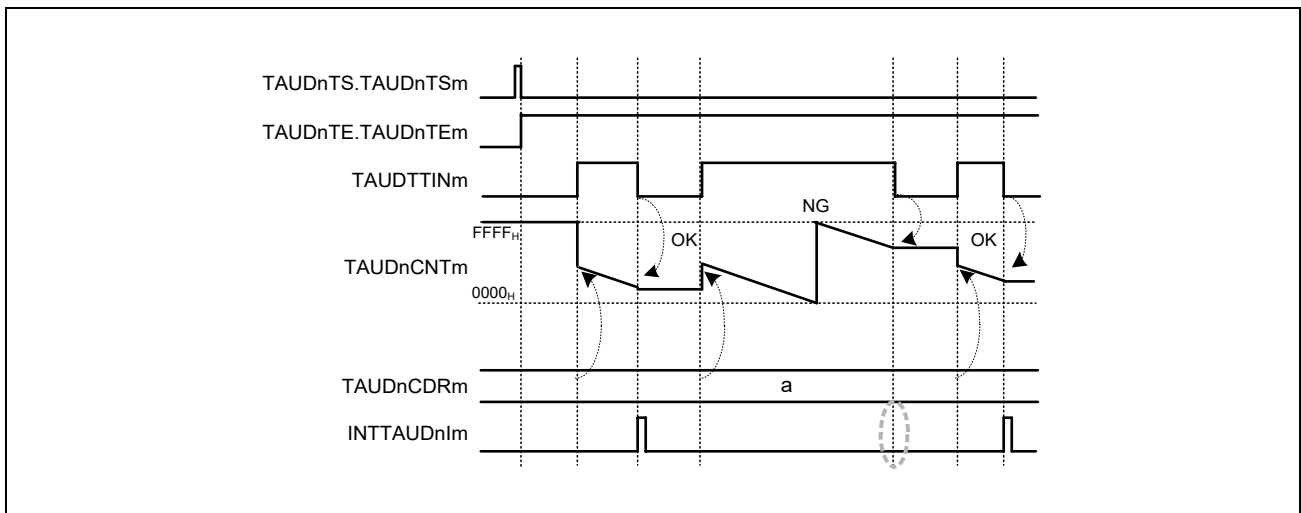 TAUDnTS.TAUDnTSm
TAUDnTE.TAUDnTEm
TAUDTTINm
NG
FFFFH
OK
OK
TAUDnCNTm
0000H
TAUDnCDRm
a
INTTAUDnIm